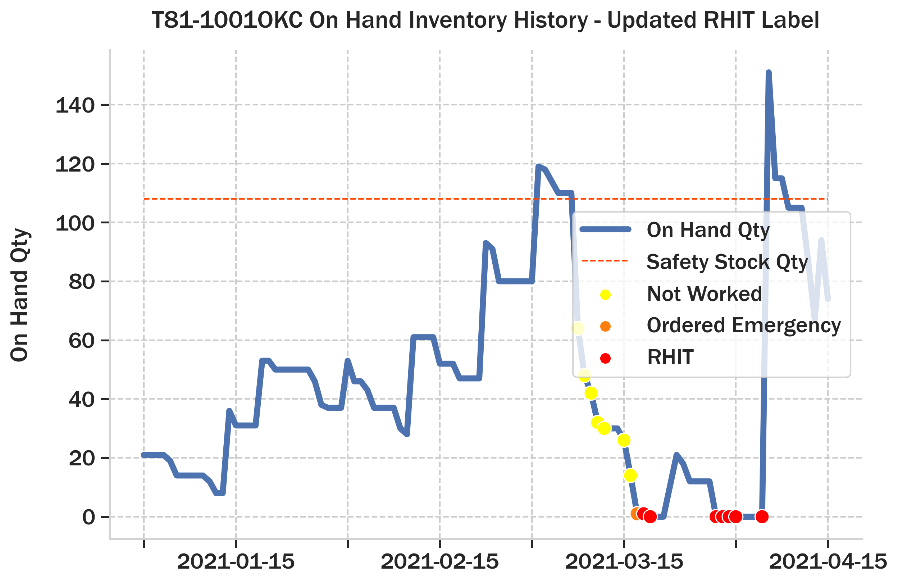 T81-1001OKC On Hand Inventory History - Updated RHIT Label
On Hand Qty
140
120
100
80
60
40
20
0
On Hand Qty
Safety Stock Qty
Not Worked
Ordered Emergency
RHIT
2021-01-15
2021-02-15
2021-03-15
2021-04-15